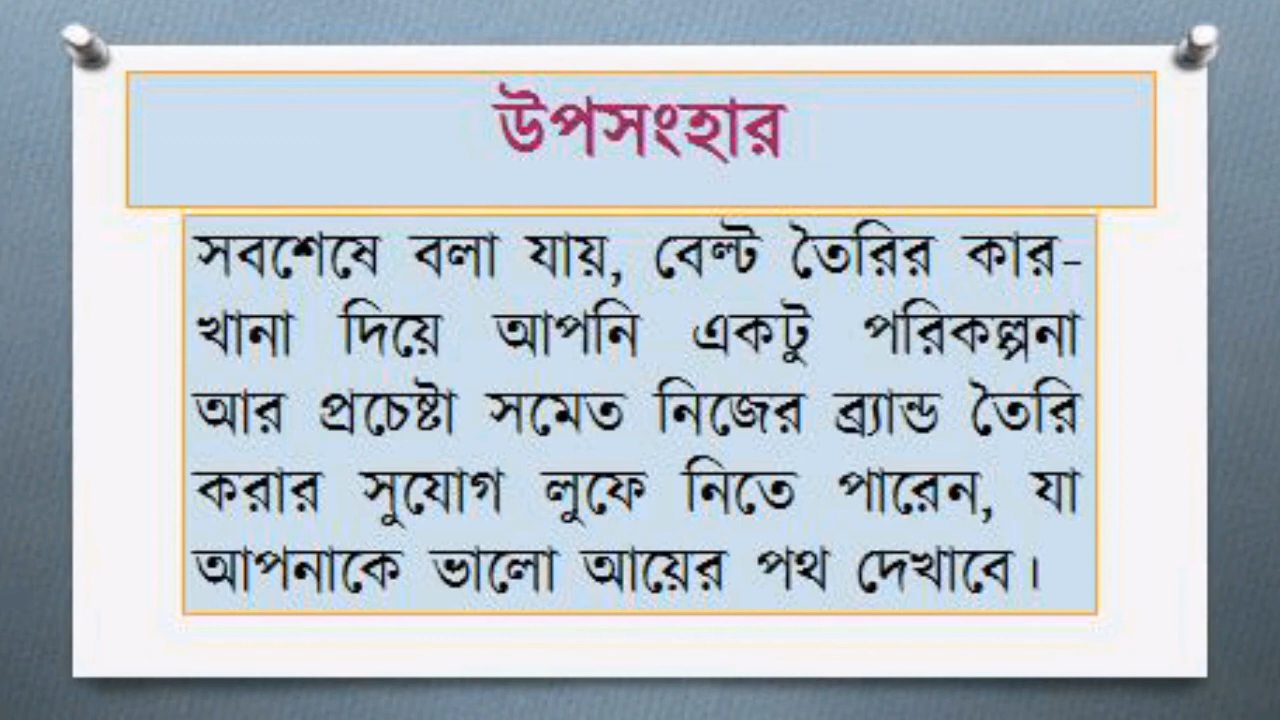 উপসংহার
সবশেষে বলা যায়, বেল্ট তৈরির কার-
খানা দিয়ে আপনি একটু পরিকল্পনা
আর প্রচেষ্টা সমেত নিজের ব্র্যান্ড তৈরি
করার সুযোগ লুফে নিতে পারেন, যা
আপনাকে ভালো আয়ের পথ দেখাবে।